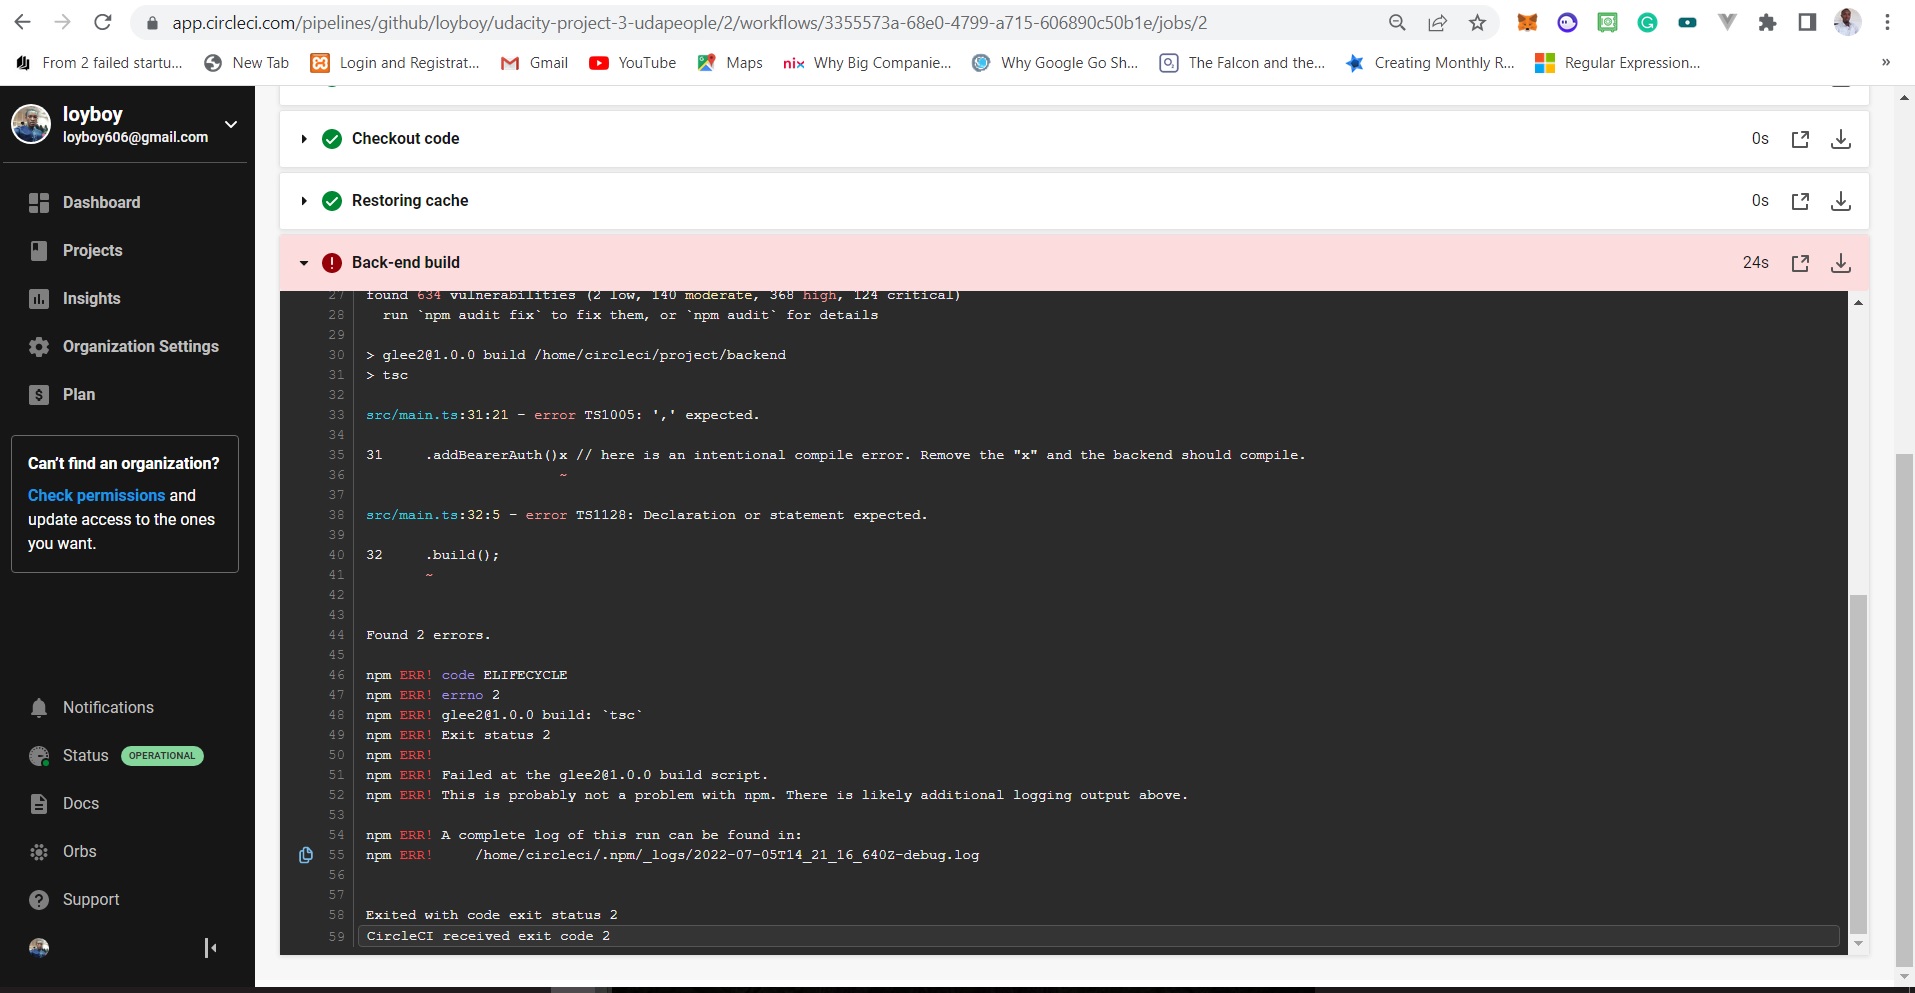 app.circleci.com/pipelines/github/loyboy/udacity-project-3-udapeople/2/workflows/3355573a-68e0-4799-a715-606890c50b1e/jobs/2
From 2 failed startu...
New Tab
Login and Registrat...
Gmail
YouTube
Maps
nix Why Big Companie...
Why Google Go Sh...
The Falcon and the...
Creating Monthly R...
Regular Expression...
»
loyboy
loyboy606@gmail.com
Dashboard
Projects
Insights
Organization Settings
Plan
Can't find an organization?
Check permissions and
update access to the ones
you want.
Notifications
Status OPERATIONAL
Docs
Orbs
Support
Checkout code 0s
Restoring cache 0s
Back-end build 24s
27 found 634 vulnerabilities (2 low, 140 moderate, 368 high, 124 critical)
28 run `npm audit fix` to fix them, or `npm audit` for details
29
30 > glee2@1.0.0 build /home/circleci/project/backend
31 > tsc
32
33 src/main.ts:31:21 - error TS1005: ',' expected.
34
35 31 .addBearerAuth()x // here is an intentional compile error. Remove the "x" and the backend should compile.
36 ~
37
38 src/main.ts:32:5 - error TS1128: Declaration or statement expected.
39
40 32 .build();
41 ~
42
43
44 Found 2 errors.
45
46 npm ERR! code ELIFECYCLE
47 npm ERR! errno 2
48 npm ERR! glee2@1.0.0 build: `tsc`
49 npm ERR! Exit status 2
50 npm ERR!
51 npm ERR! Failed at the glee2@1.0.0 build script.
52 npm ERR! This is probably not a problem with npm. There is likely additional logging output above.
53
54 npm ERR! A complete log of this run can be found in:
55 npm ERR! /home/circleci/.npm/_logs/2022-07-05T14_21_16_640Z-debug.log
56
57
58 Exited with code exit status 2
59 CircleCI received exit code 2